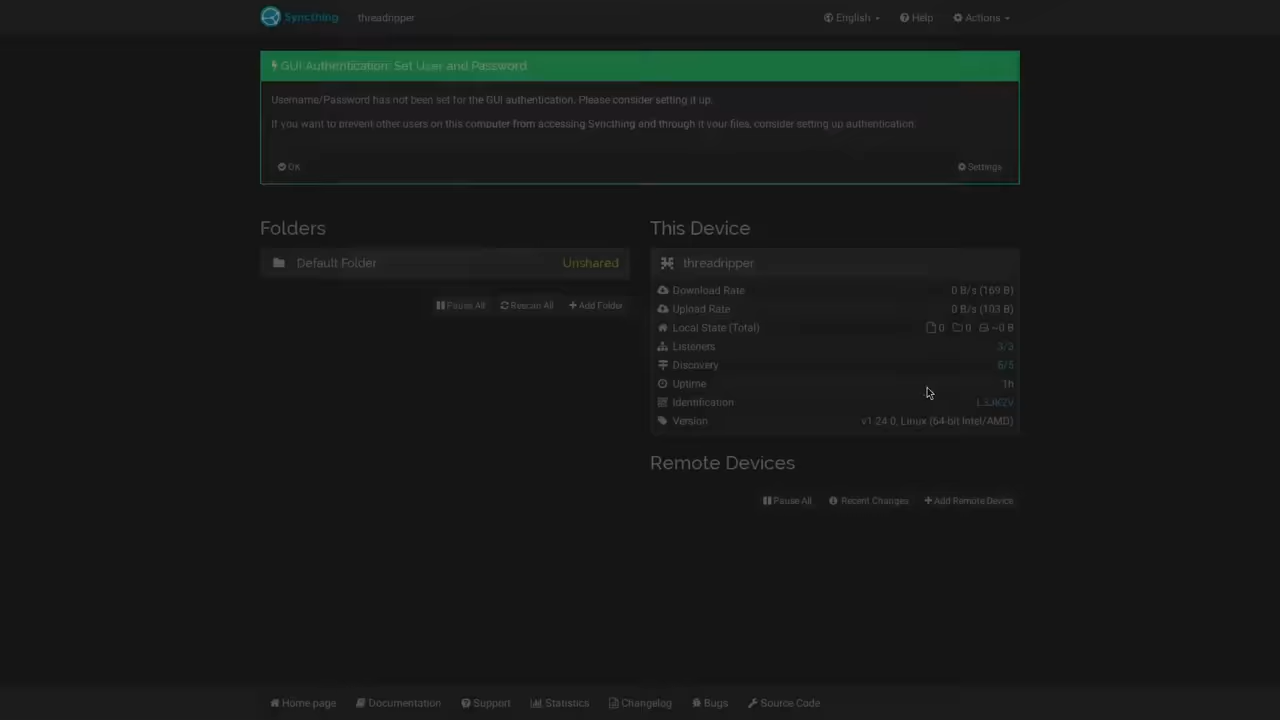 Syncthing threadripper English Help Actions
GUI Authentication: Set User and Password
Username/Password has not been set for the GUI authentication. Please consider setting it up.
If you want to prevent other users on this computer from accessing Syncthing and through it your files, consider setting up authentication.
OK Settings
Folders
Default Folder Unshared
Pause All Rescan All Add Folder
This Device
threadripper
Download Rate 0 B/s (169 B)
Upload Rate 0 B/s (103 B)
Local State (Total) 0 0 ~0 B
Listeners 3/3
Discovery
Uptime 1h
Identification
Version v1.24.0, Linux (64-bit Intel/AMD)
Remote Devices
Pause All Recent Changes Add Remote Device
Home page Documentation Support Statistics Changelog Bugs Source Code